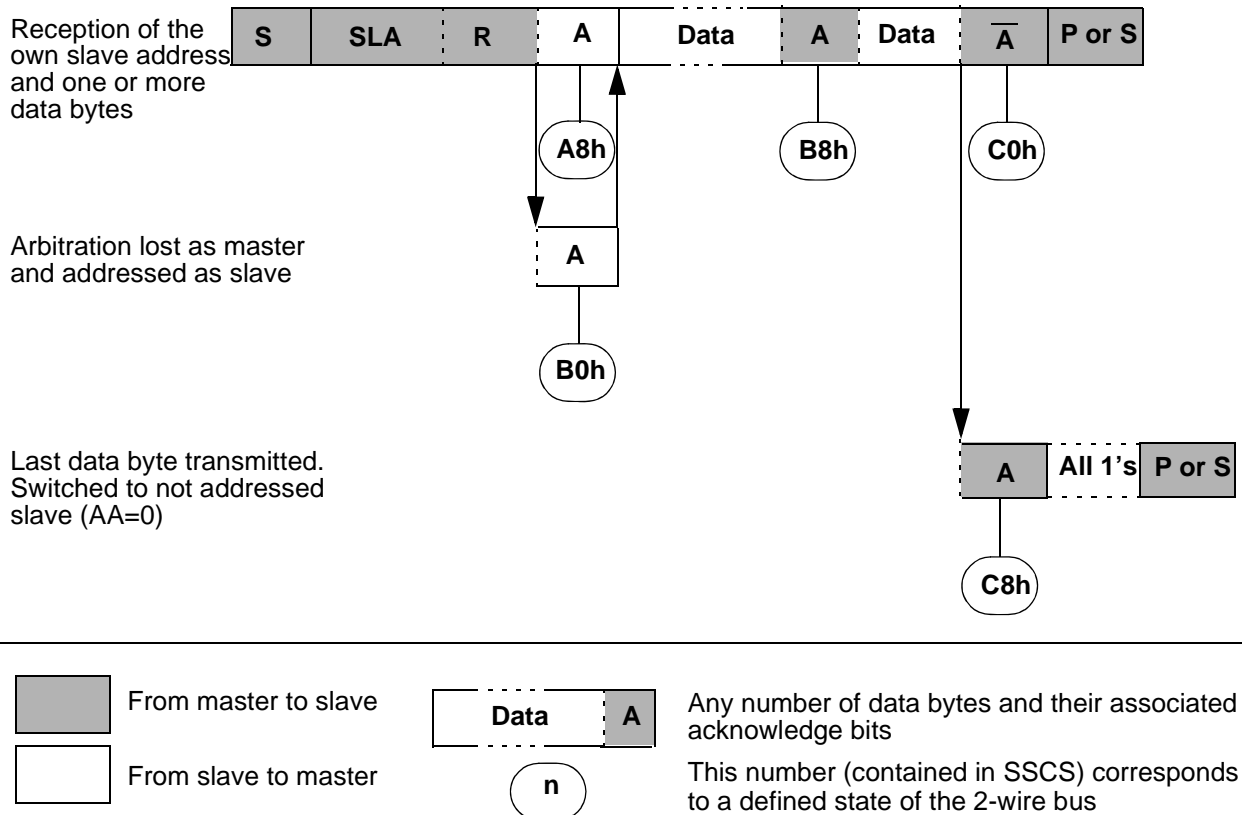 Reception of the
own slave address
and one or more
data bytes
S SLA R A Data A Data A̅ P or S
A8h B8h C0h
Arbitration lost as master
and addressed as slave
A
B0h
Last data byte transmitted.
Switched to not addressed
slave (AA=0)
A All 1's P or S
C8h
From master to slave
From slave to master
Data A
n
Any number of data bytes and their associated
acknowledge bits
This number (contained in SSCS) corresponds
to a defined state of the 2-wire bus